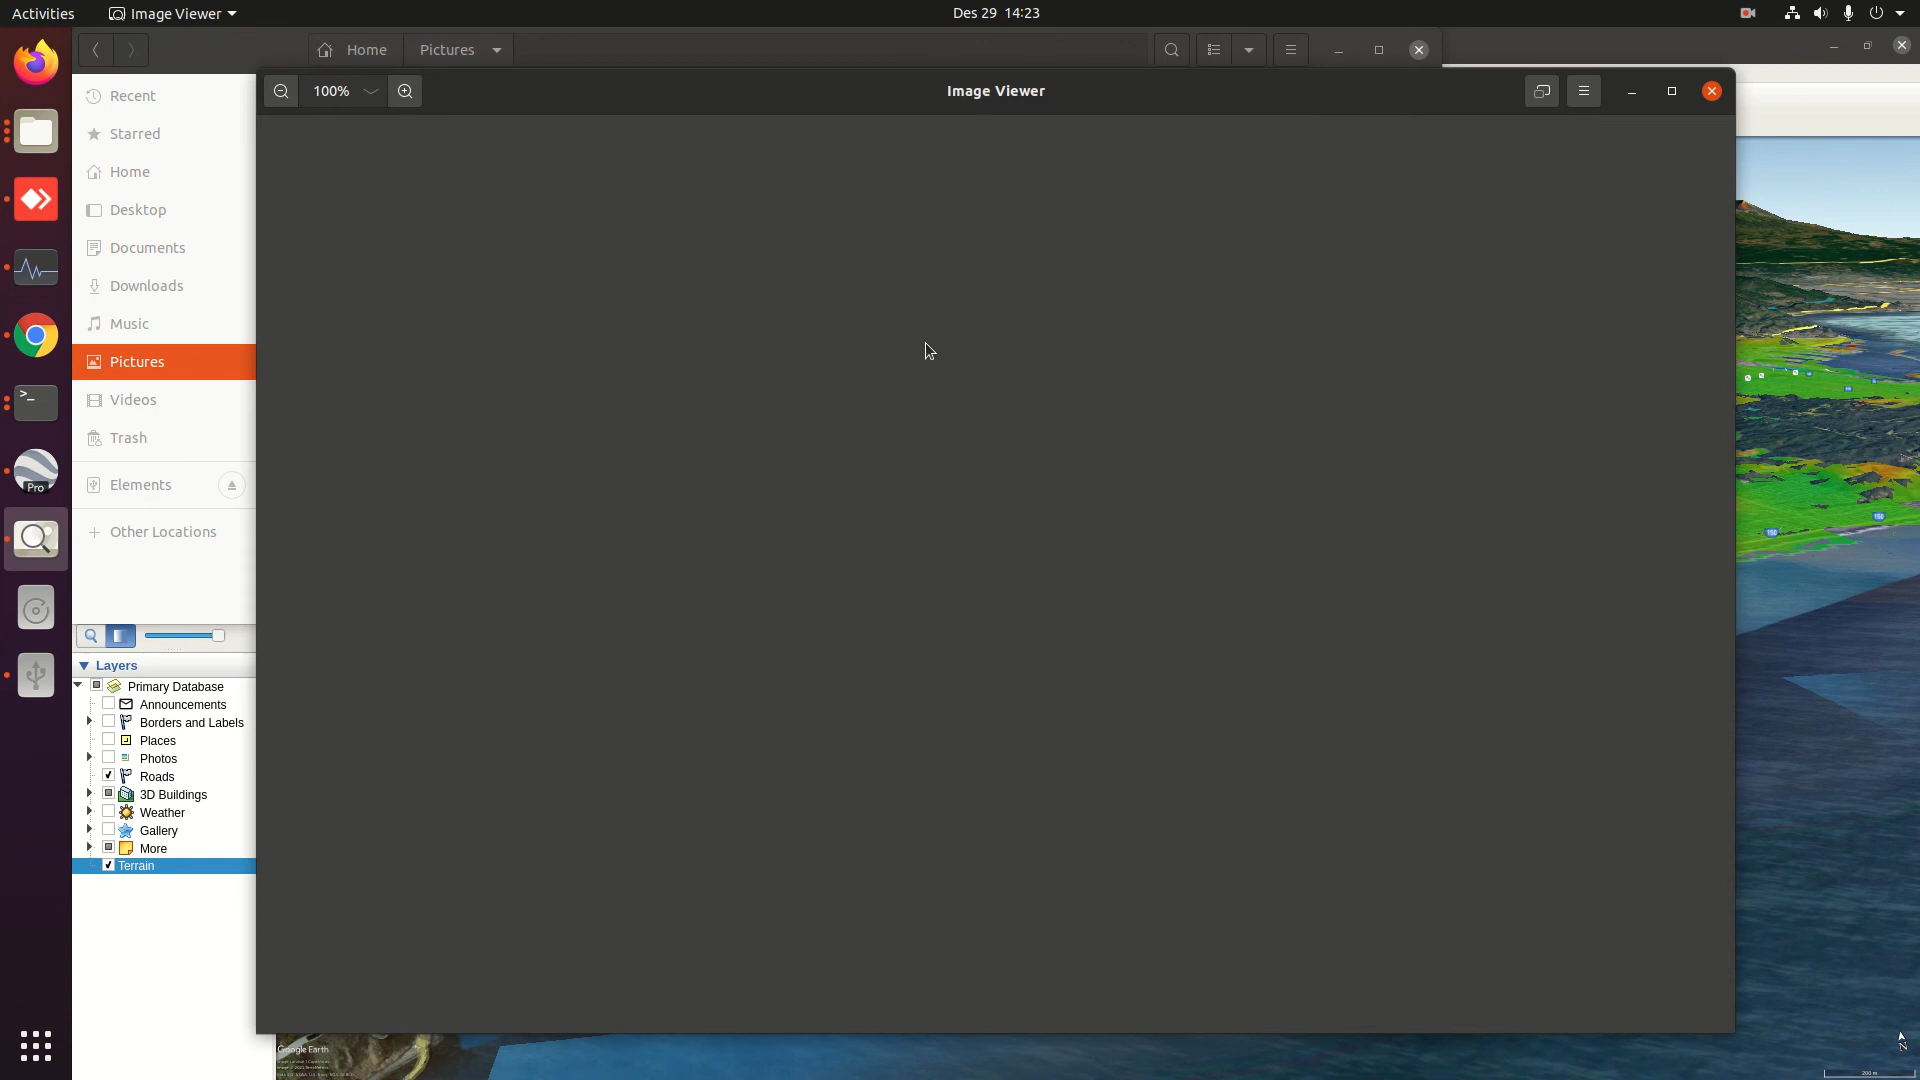 Activities
Image Viewer
Des 29 14:23
Home
Pictures
100%
Image Viewer
Recent
Starred
Home
Desktop
Documents
Downloads
Music
Pictures
Videos
Trash
Elements
Other Locations
Pro
Layers
Primary Database
Announcements
Borders and Labels
Places
Photos
Roads
3D Buildings
Weather
Gallery
More
Terrain
Google Earth
200 m